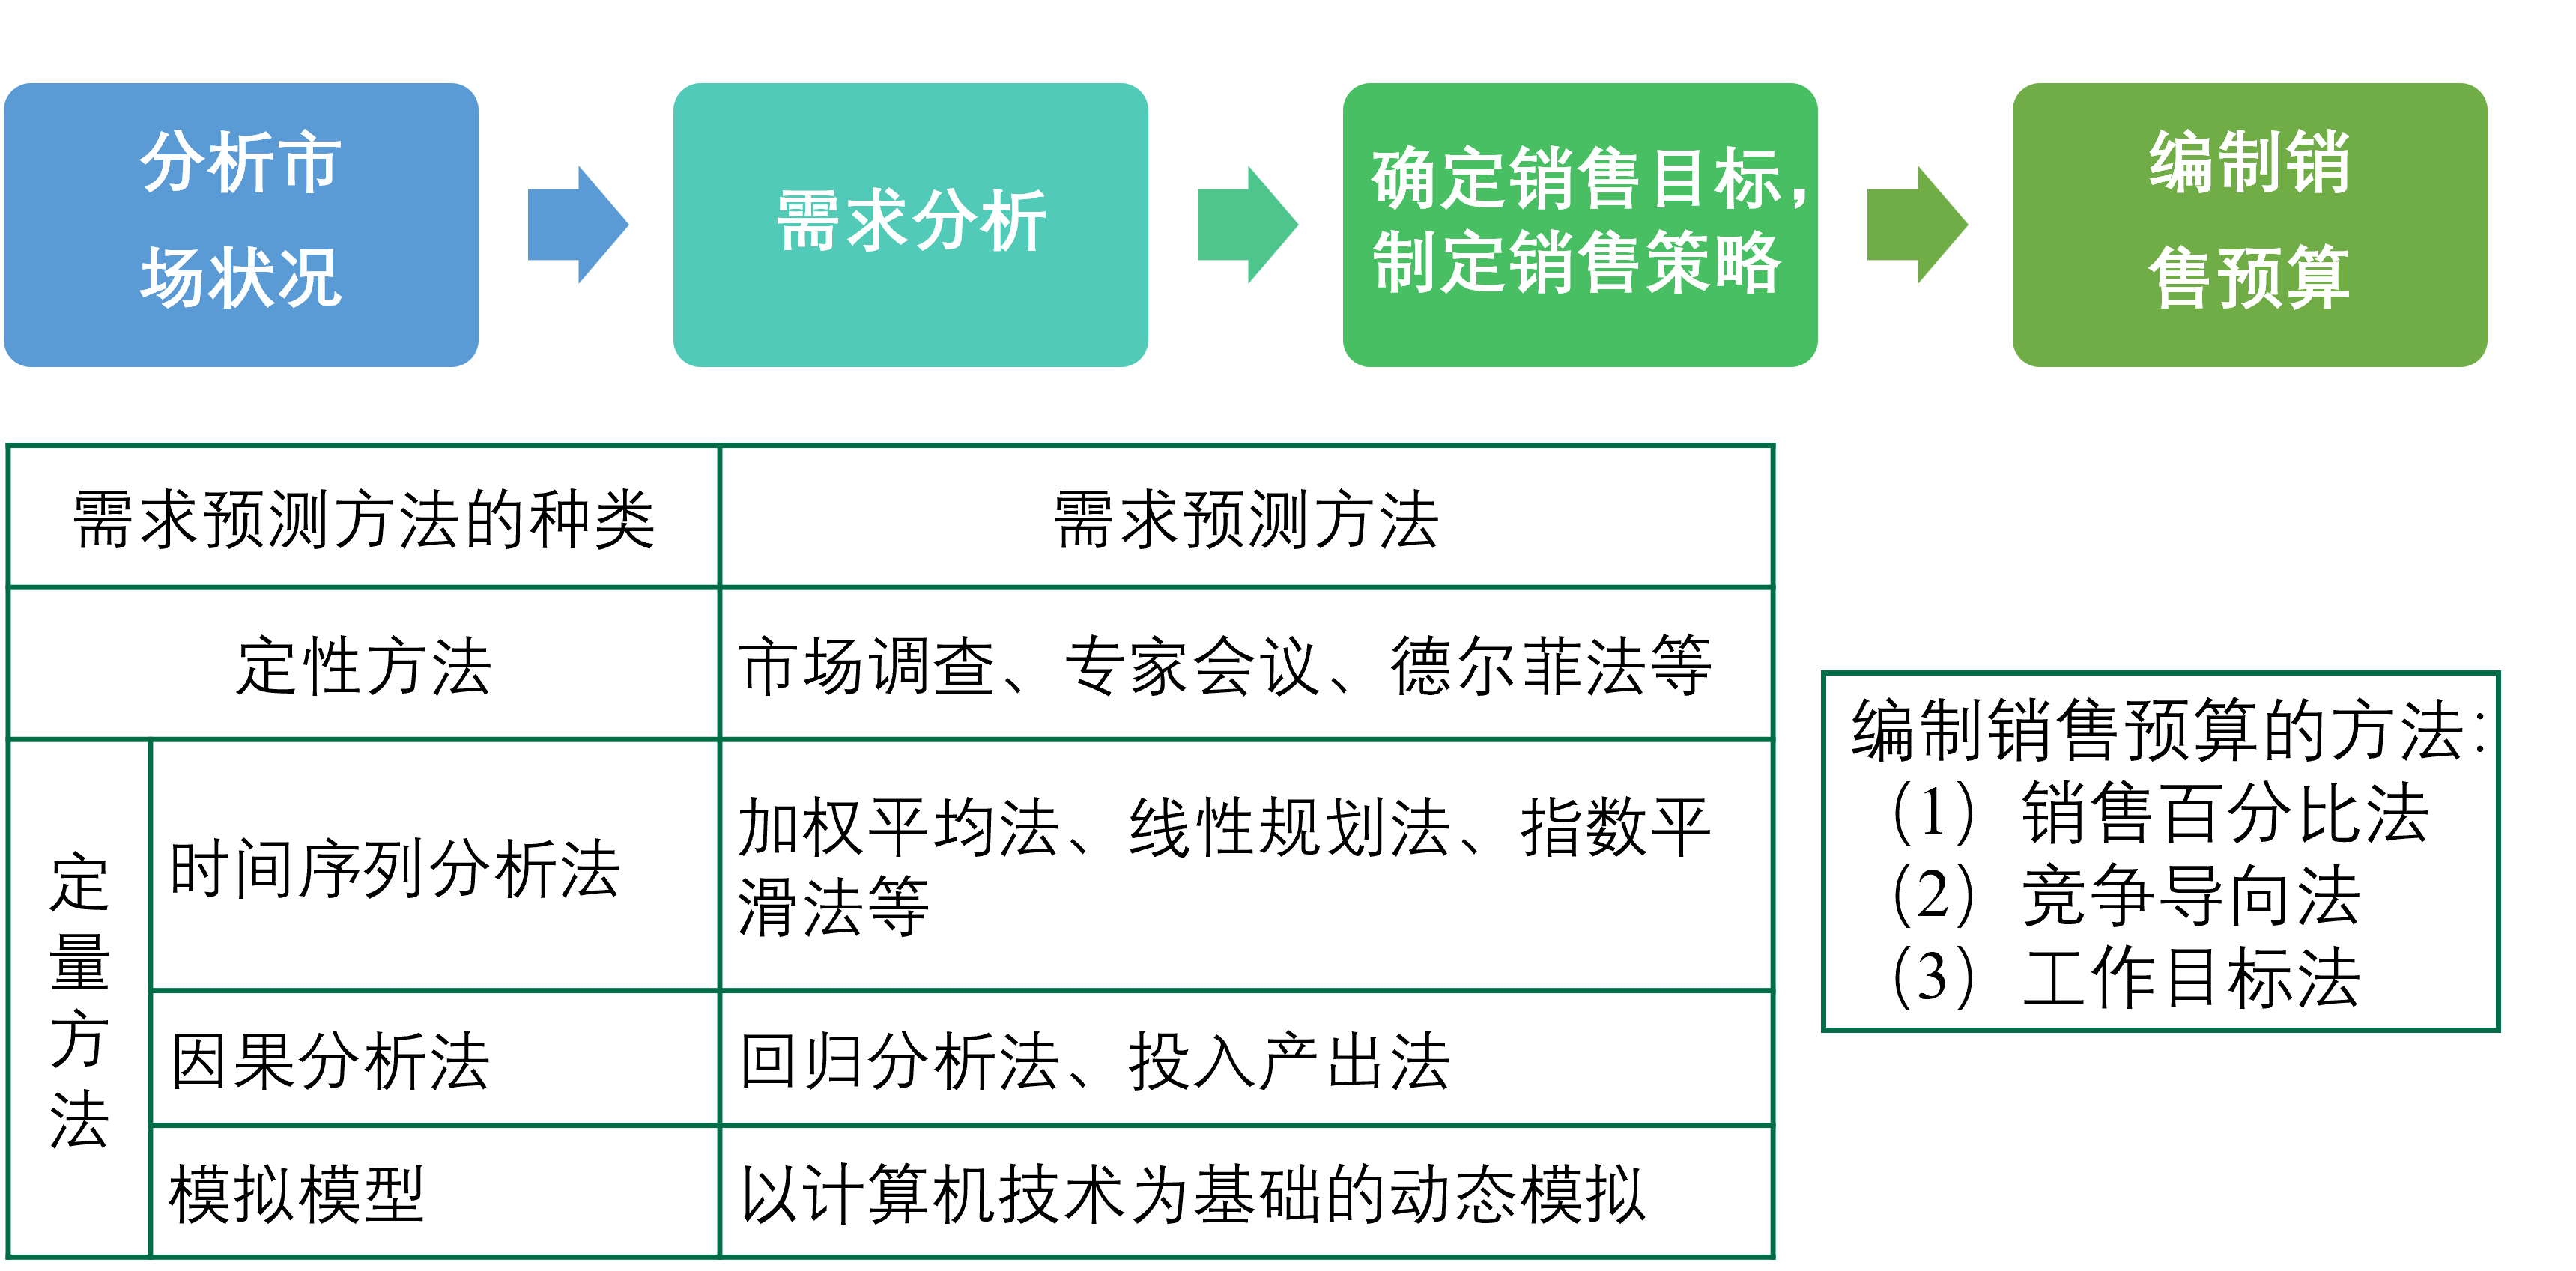 分析市
场状况
需求分析
确定销售目标，
制定销售策略
编制销
售预算
需求预测方法的种类
需求预测方法
定性方法
市场调查、专家会议、德尔菲法等
定量方法
时间序列分析法
加权平均法、线性规划法、指数平
滑法等
因果分析法
回归分析法、投入产出法
模拟模型
以计算机技术为基础的动态模拟
编制销售预算的方法：
（1）销售百分比法
（2）竞争导向法
（3）工作目标法